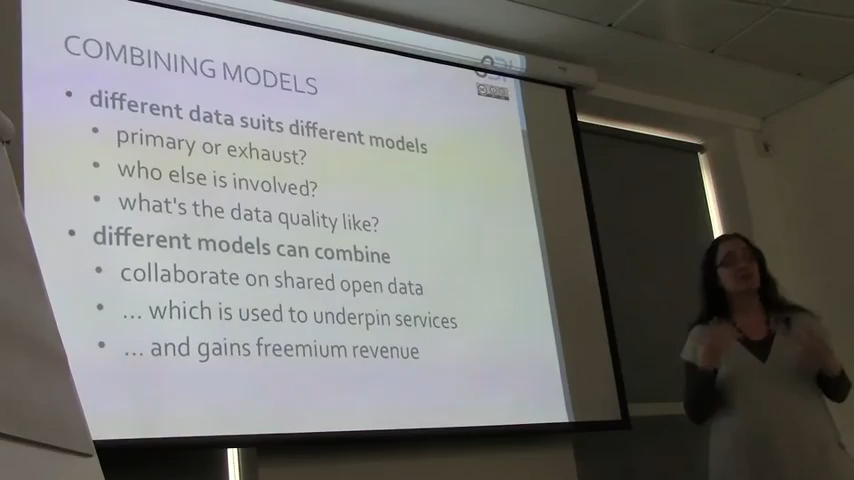 COMBINING MODELS
different data suits different models
primary or exhaust?
who else is involved?
what's the data quality like?
different models can combine
collaborate on shared open data
... which is used to underpin services
... and gains freemium revenue